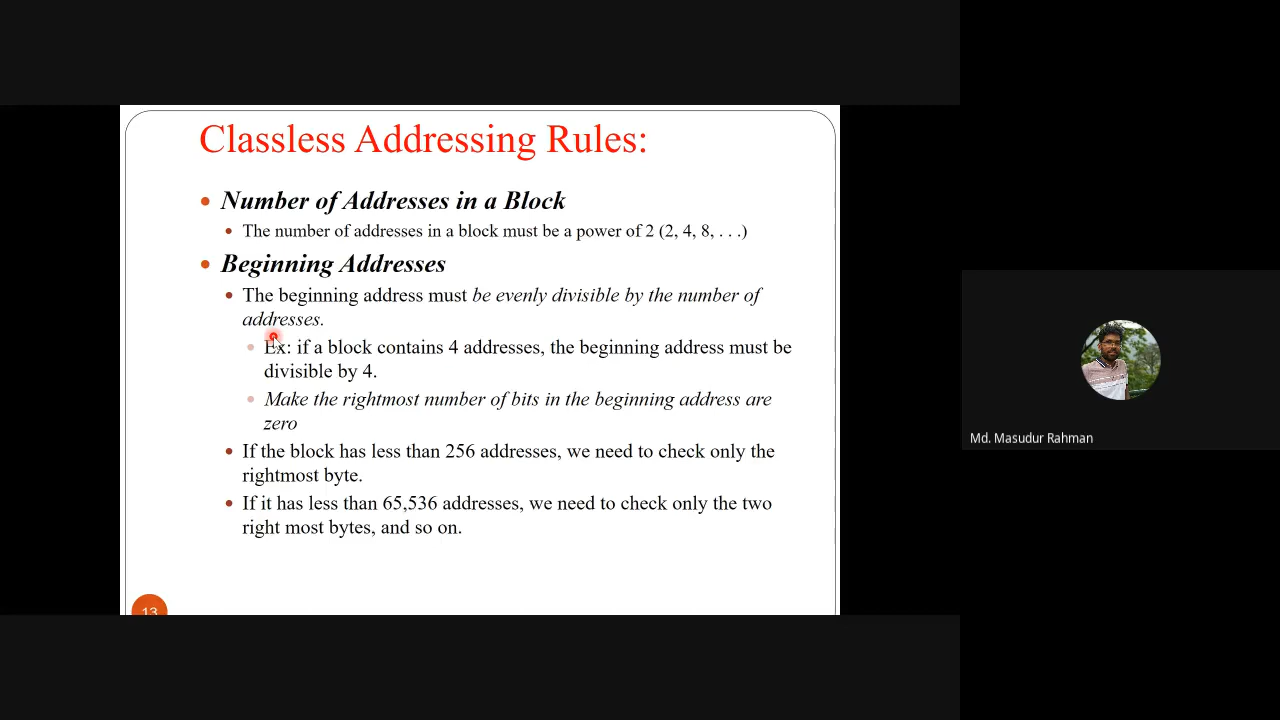 Classless Addressing Rules:
Number of Addresses in a Block
The number of addresses in a block must be a power of 2 (2, 4, 8, . . .)
Beginning Addresses
The beginning address must be evenly divisible by the number of
addresses.
Ex: if a block contains 4 addresses, the beginning address must be
divisible by 4.
Make the rightmost number of bits in the beginning address are
zero
If the block has less than 256 addresses, we need to check only the
rightmost byte.
If it has less than 65,536 addresses, we need to check only the two
right most bytes, and so on.
13
Md. Masudur Rahman